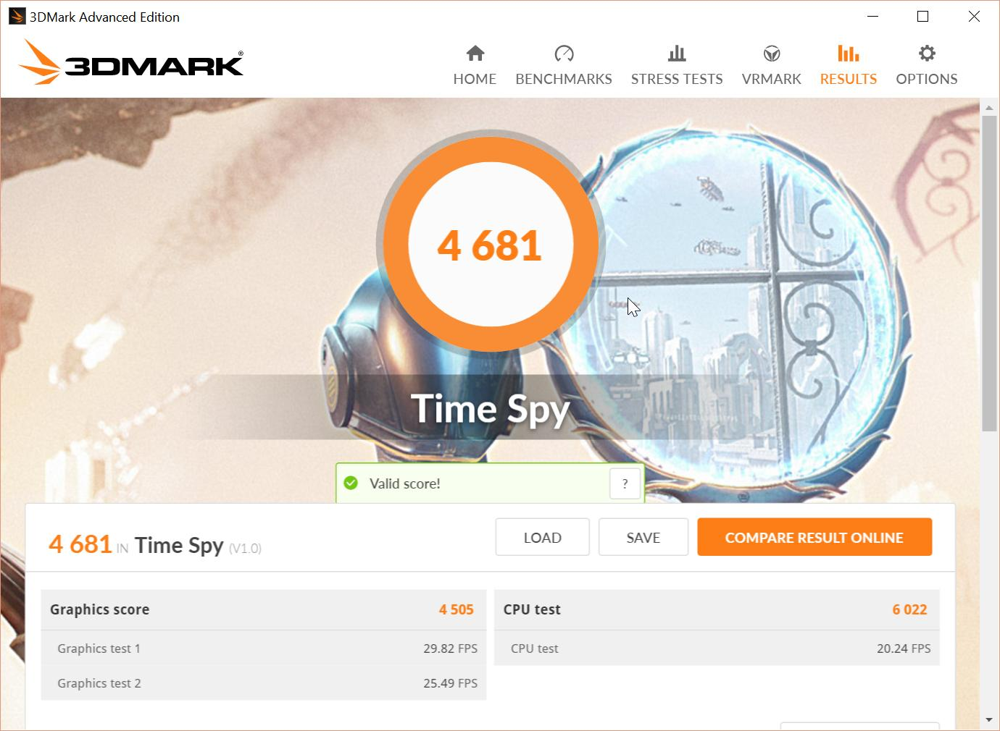 3DMark Advanced Edition
3DMARK®
HOME
BENCHMARKS
STRESS TESTS
VRMARK
RESULTS
OPTIONS
4 681
Time Spy
Valid score!
?
4 681 IN Time Spy (V1.0)
LOAD
SAVE
COMPARE RESULT ONLINE
Graphics score 4 505
Graphics test 1 29.82 FPS
Graphics test 2 25.49 FPS
CPU test 6 022
CPU test 20.24 FPS